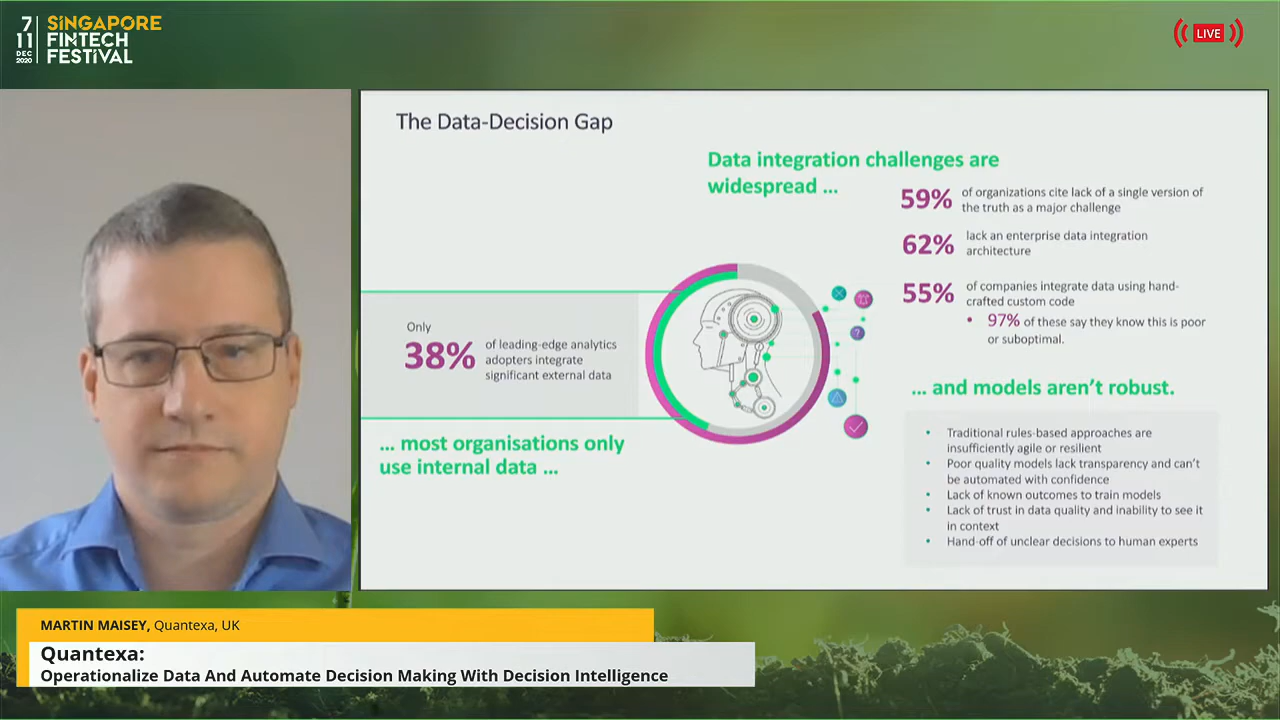 7
11
DEC
2020
SiNGAPORE
FiNTECH
FESTiVAL
LIVE
The Data-Decision Gap
Data integration challenges are
widespread ...
59% of organizations cite lack of a single version of
the truth as a major challenge
62% lack an enterprise data integration
architecture
55% of companies integrate data using hand-
crafted custom code
• 97% of these say they know this is poor
or suboptimal.
Only
38% of leading-edge analytics
adopters integrate
significant external data
... most organisations only
use internal data ...
?
... and models aren't robust.
• Traditional rules-based approaches are
insufficiently agile or resilient
• Poor quality models lack transparency and can't
be automated with confidence
• Lack of known outcomes to train models
• Lack of trust in data quality and inability to see it
in context
• Hand-off of unclear decisions to human experts
MARTIN MAISEY, Quantexa, UK
Quantexa:
Operationalize Data And Automate Decision Making With Decision Intelligence